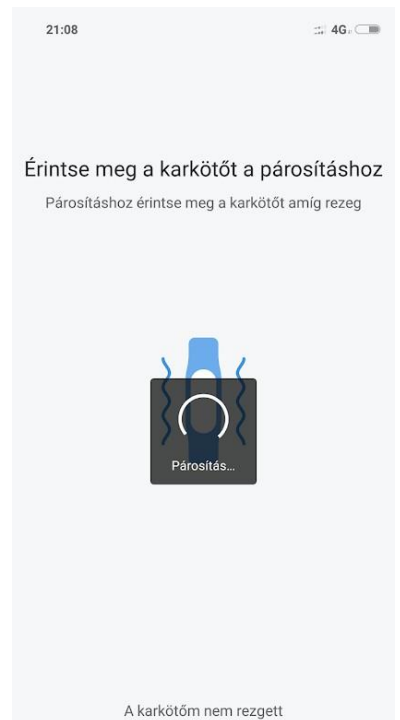 21:08
4G
Érintse meg a karkötőt a párosításhoz
Párosításhoz érintse meg a karkötőt amíg rezeg
Párosítás...
A karkötőm nem rezgett